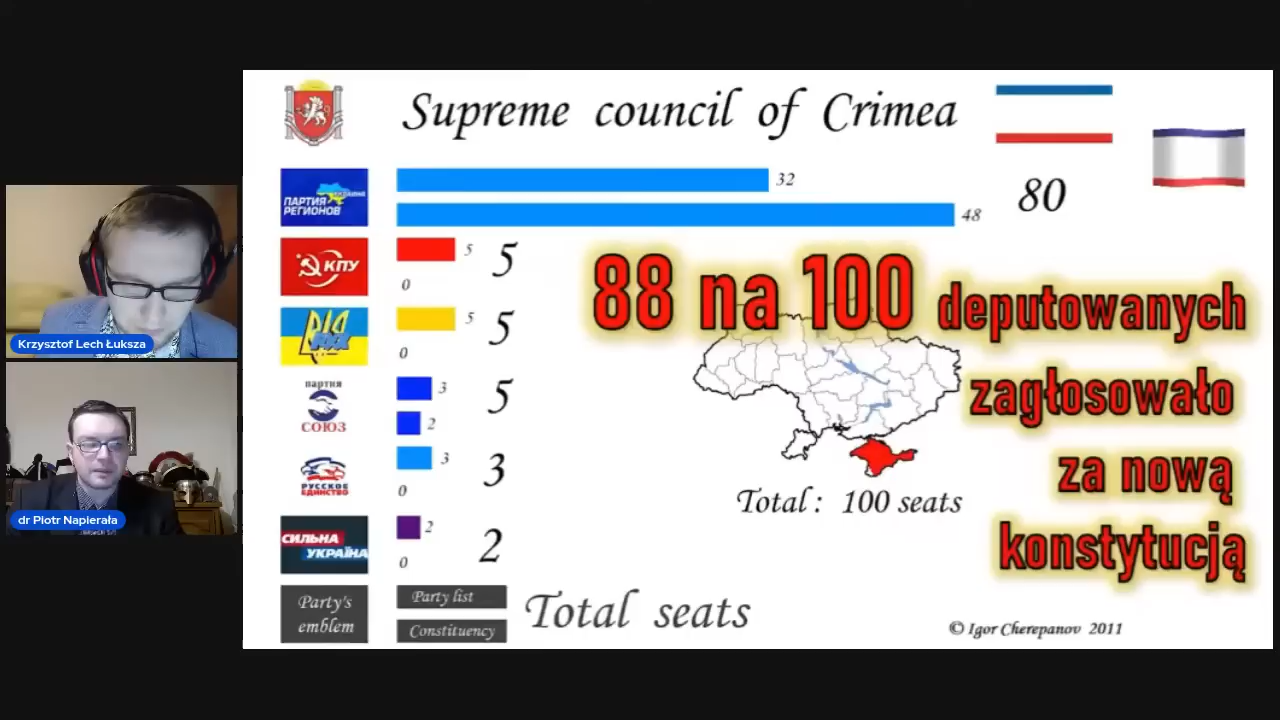 Supreme council of Crimea
ПАРТИЯ
РЕГИОНОВ
32
48
80
КПУ
5
0
5
5
0
5
партия
СОЮЗ
3
2
5
РУССКОЕ
ЕДИНСТВО
3
0
3
СИЛЬНА
УКРАЇНА
2
0
2
88 на 100 deputowanych
zagłosowało
za nową
konstytucją
Total : 100 seats
Party's
emblem
Party list
Constituency
Total seats
© Igor Cherepanov 2011
Krzysztof Lech Łuksza
dr Piotr Napierała